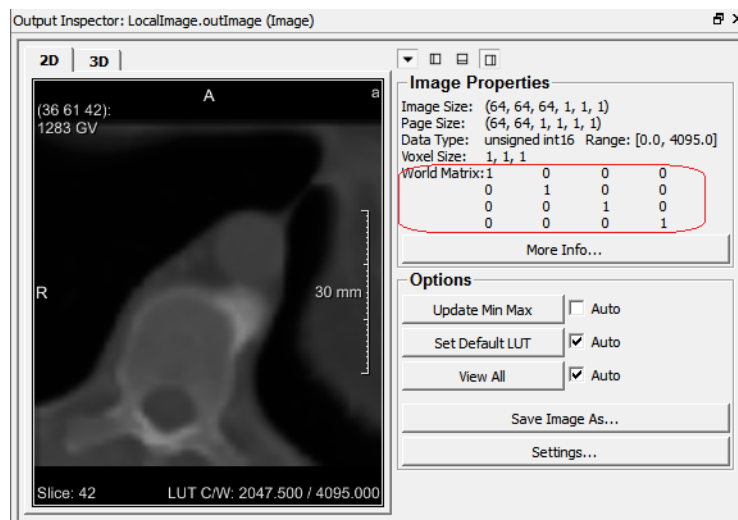 Output Inspector: LocalImage.outImage (Image)
2D 3D
A
a
(36 61 42):
1283 GV
R
30 mm
Slice: 42 LUT C/W: 2047.500 / 4095.000
Image Properties
Image Size: (64, 64, 64, 1, 1, 1)
Page Size: (64, 64, 1, 1, 1, 1)
Data Type: unsigned int16 Range: [0.0, 4095.0]
Voxel Size: 1, 1, 1
World Matrix: 1 0 0 0
0 1 0 0
0 0 1 0
0 0 0 1
More Info...
Options
Update Min Max Auto
Set Default LUT Auto
View All Auto
Save Image As...
Settings...